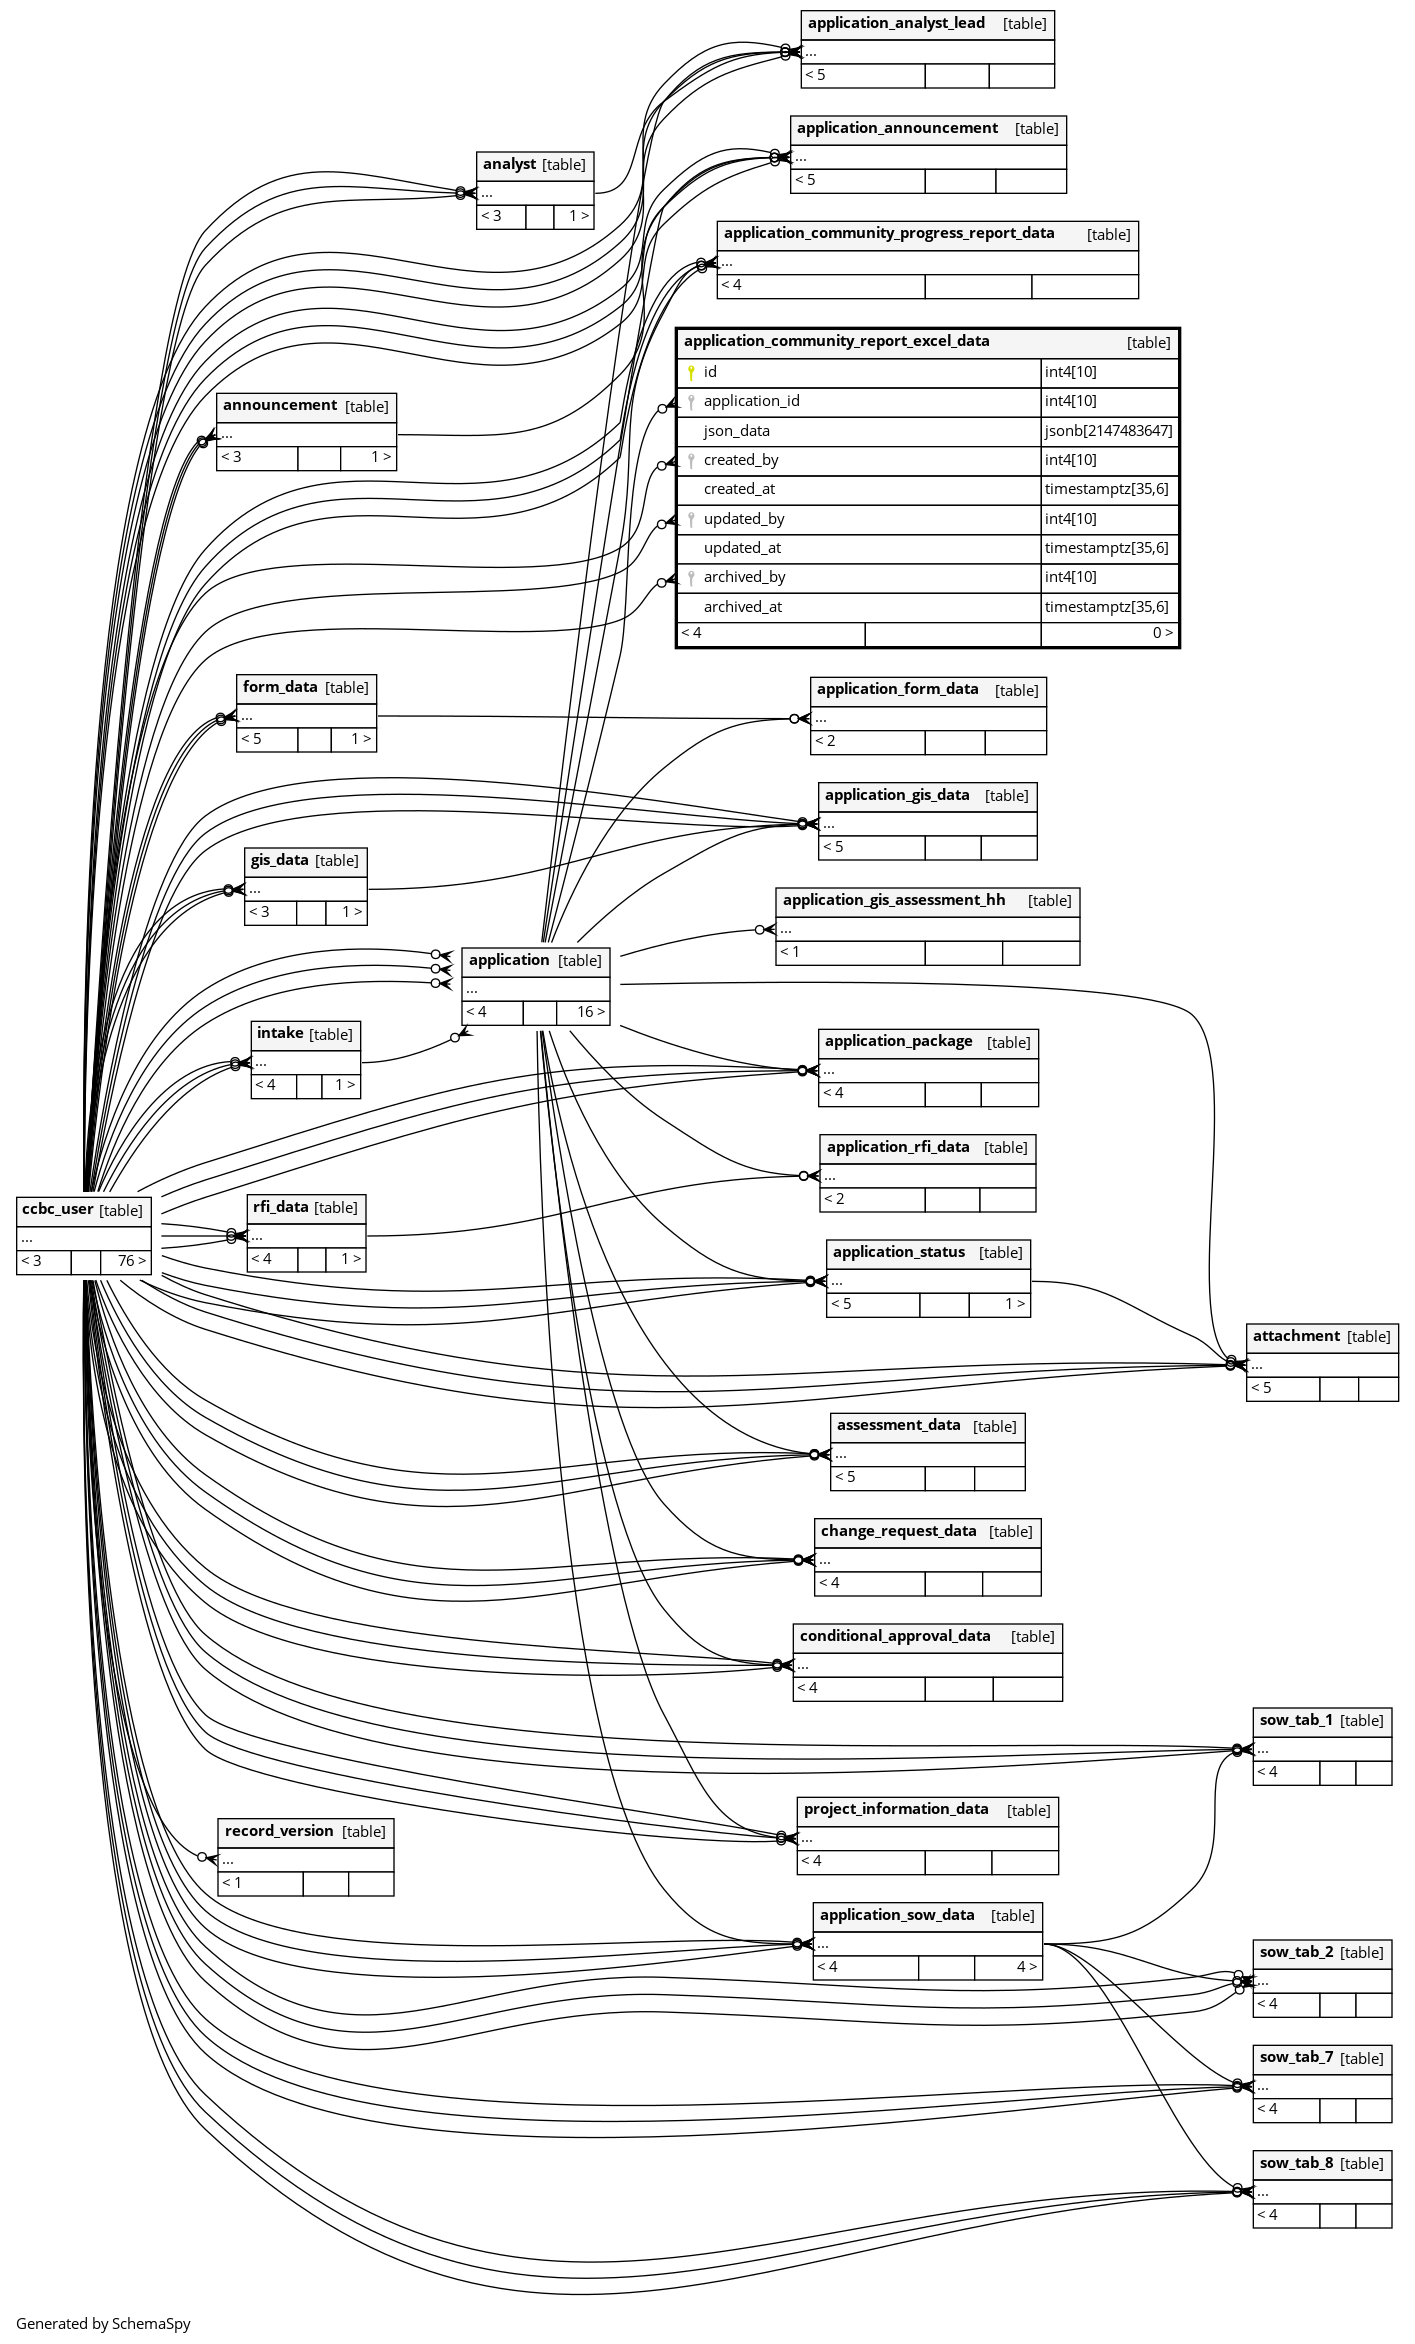 application_analyst_lead [table]
...
< 5
application_announcement [table]
...
< 5
analyst [table]
...
< 3 1 >
application_community_progress_report_data [table]
...
< 4
application_community_report_excel_data [table]
id int4[10]
application_id int4[10]
json_data jsonb[2147483647]
created_by int4[10]
created_at timestamptz[35,6]
updated_by int4[10]
updated_at timestamptz[35,6]
archived_by int4[10]
archived_at timestamptz[35,6]
< 4 0 >
announcement [table]
...
< 3 1 >
form_data [table]
...
< 5 1 >
application_form_data [table]
...
< 2
application_gis_data [table]
...
< 5
gis_data [table]
...
< 3 1 >
application_gis_assessment_hh [table]
...
< 1
application [table]
...
< 4 16 >
intake [table]
...
< 4 1 >
application_package [table]
...
< 4
application_rfi_data [table]
...
< 2
ccbc_user [table]
...
< 3 76 >
rfi_data [table]
...
< 4 1 >
application_status [table]
...
< 5 1 >
attachment [table]
...
< 5
assessment_data [table]
...
< 5
change_request_data [table]
...
< 4
conditional_approval_data [table]
...
< 4
sow_tab_1 [table]
...
< 4
project_information_data [table]
...
< 4
record_version [table]
...
< 1
application_sow_data [table]
...
< 4 4 >
sow_tab_2 [table]
...
< 4
sow_tab_7 [table]
...
< 4
sow_tab_8 [table]
...
< 4
Generated by SchemaSpy